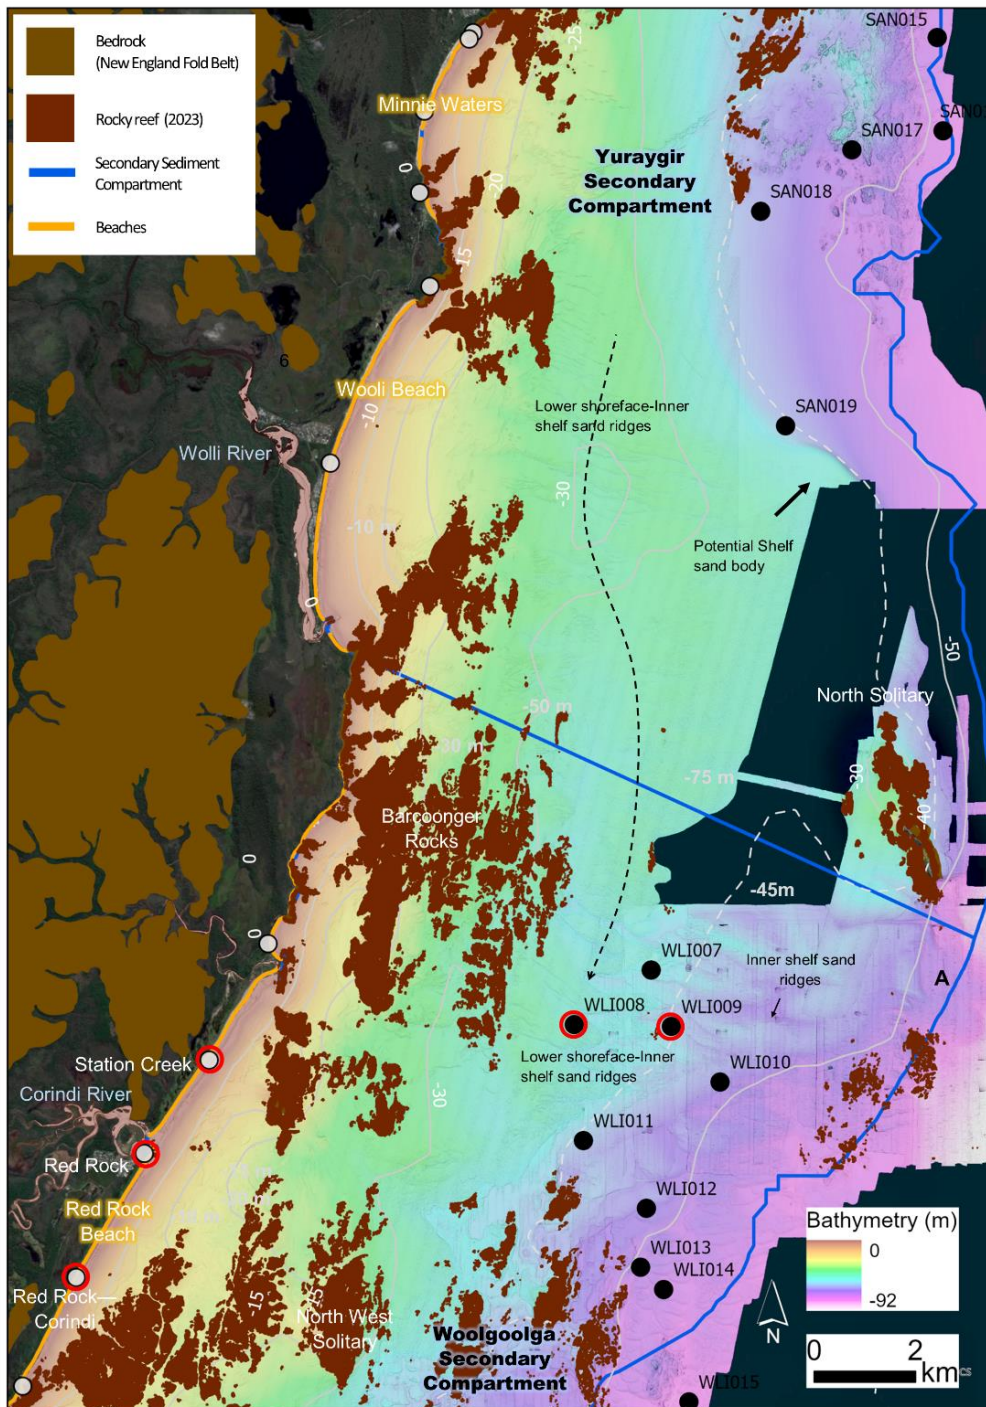 Bedrock
(New England Fold Belt)
Rocky reef (2023)
Secondary Sediment
Compartment
Beaches
SAN015
-25
Minnie Waters
SAN017
Yuraygir
Secondary
Compartment
0
-20
SAN018
-15
6
Wooli Beach
-10
Lower shoreface-Inner
shelf sand ridges
SAN019
Wolli River
-30
-10 m
Potential Shelf
sand body
0
-50
North Solitary
-50 m
-30 m
-75 m
-30
-40
Barcoonger
Rocks
0
-45m
0
WLI007
Inner shelf sand
ridges
A
WLI008
WLI009
Station Creek
Lower shoreface-Inner
shelf sand ridges
WLI010
Corindi River
-30
WLI011
Red Rock
Red Rock
Beach
WLI012
Bathymetry (m)
0
-92
WLI013
WLI014
Red Rock—
Corindi
-15
-15
North West
Solitary
N
Woolgoolga
Secondary
Compartment
0 2
km
WLI015